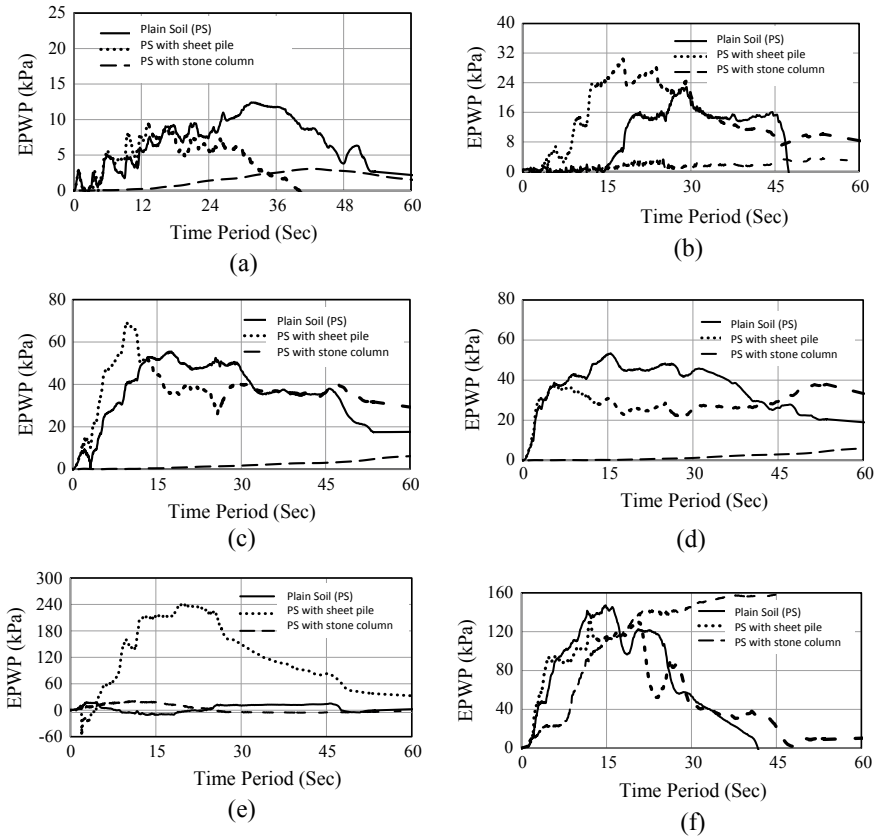 25
20
15
10
5
0
EPWP (kPa)
Plain Soil (PS)
PS with sheet pile
PS with stone column
0 12 24 36 48 60
Time Period (Sec)
(a)
40
36
28
20
16
8
0
EPWP (kPa)
Plain Soil (PS)
PS with sheet pile
PS with stone column
0 15 30 45 60
Time Period (Sec)
(b)
80
60
40
20
0
EPWP (kPa)
Plain Soil (PS)
PS with sheet pile
PS with stone column
0 15 30 45 60
Time Period (Sec)
(c)
80
60
40
20
0
EPWP (kPa)
Plain Soil (PS)
PS with sheet pile
PS with stone column
0 15 30 45 60
Time Period (Sec)
(d)
300
240
180
120
60
0
-60
EPWP (kPa)
Plain Soil (PS)
PS with sheet pile
PS with stone column
0 15 30 45 60
Time Period (Sec)
(e)
160
120
80
40
0
EPWP (kPa)
Plain Soil (PS)
PS with sheet pile
PS with stone column
0 15 30 45 60
Time Period (Sec)
(f)